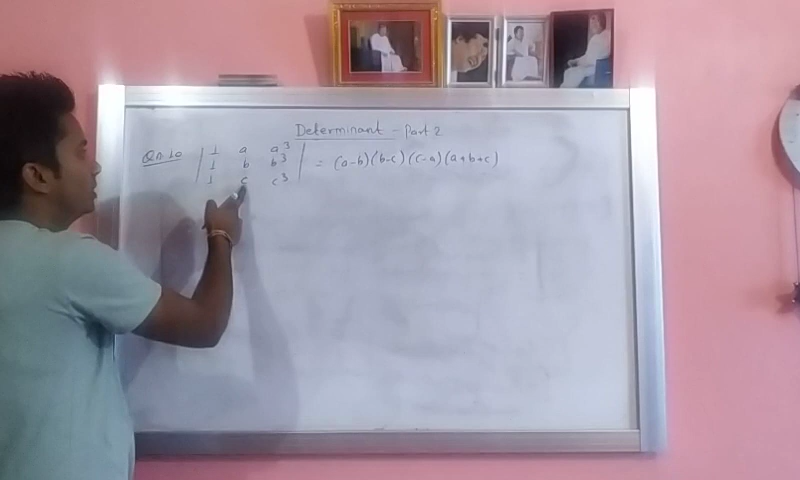 Determinant - Part 2
Qn. 10 | 1 a a³ |
| 1 b b³ | = (a-b)(b-c)(c-a)(a+b+c)
| 1 c c³ |